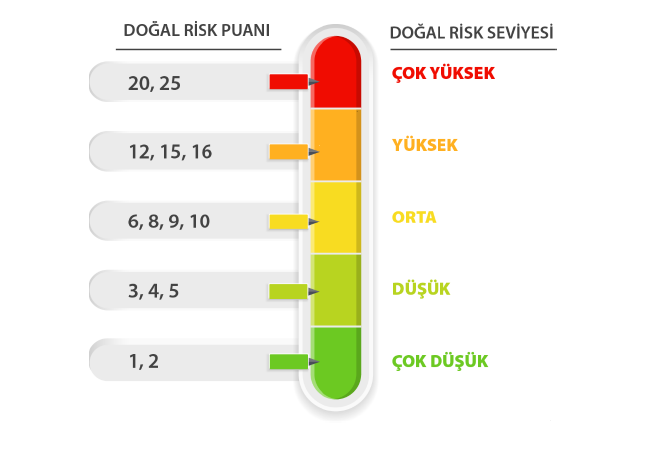 DOĞAL RİSK PUANI
DOĞAL RİSK SEVİYESİ
20, 25
ÇOK YÜKSEK
12, 15, 16
YÜKSEK
6, 8, 9, 10
ORTA
3, 4, 5
DÜŞÜK
1, 2
ÇOK DÜŞÜK